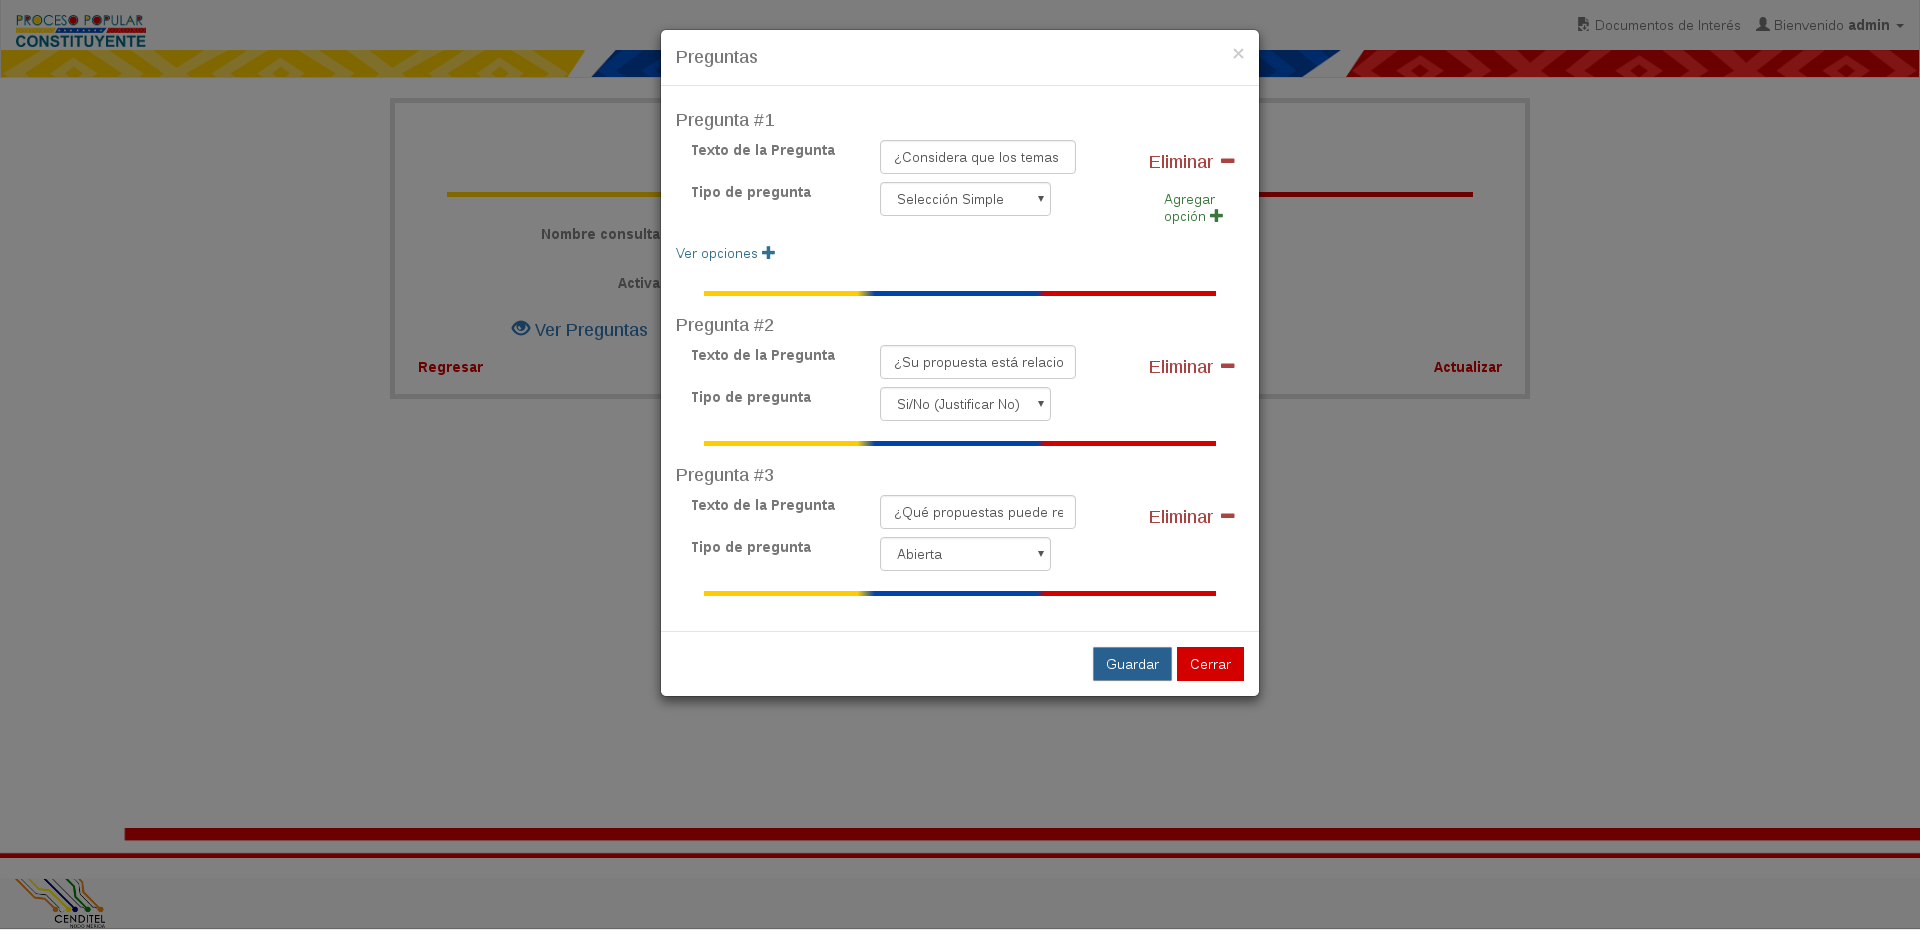 PROCESO POPULAR
CONSTITUYENTE
Documentos de Interés
Bienvenido admin
Preguntas
×
Pregunta #1
Texto de la Pregunta
¿Considera que los temas
Eliminar
Tipo de pregunta
Selección Simple
Agregar
opción
Ver opciones
Nombre consulta
Activa
Ver Preguntas
Regresar
Actualizar
Pregunta #2
Texto de la Pregunta
¿Su propuesta está relacio
Eliminar
Tipo de pregunta
Si/No (Justificar No)
Pregunta #3
Texto de la Pregunta
¿Qué propuestas puede re
Eliminar
Tipo de pregunta
Abierta
Guardar
Cerrar
CENDITEL
NODO MÉRIDA